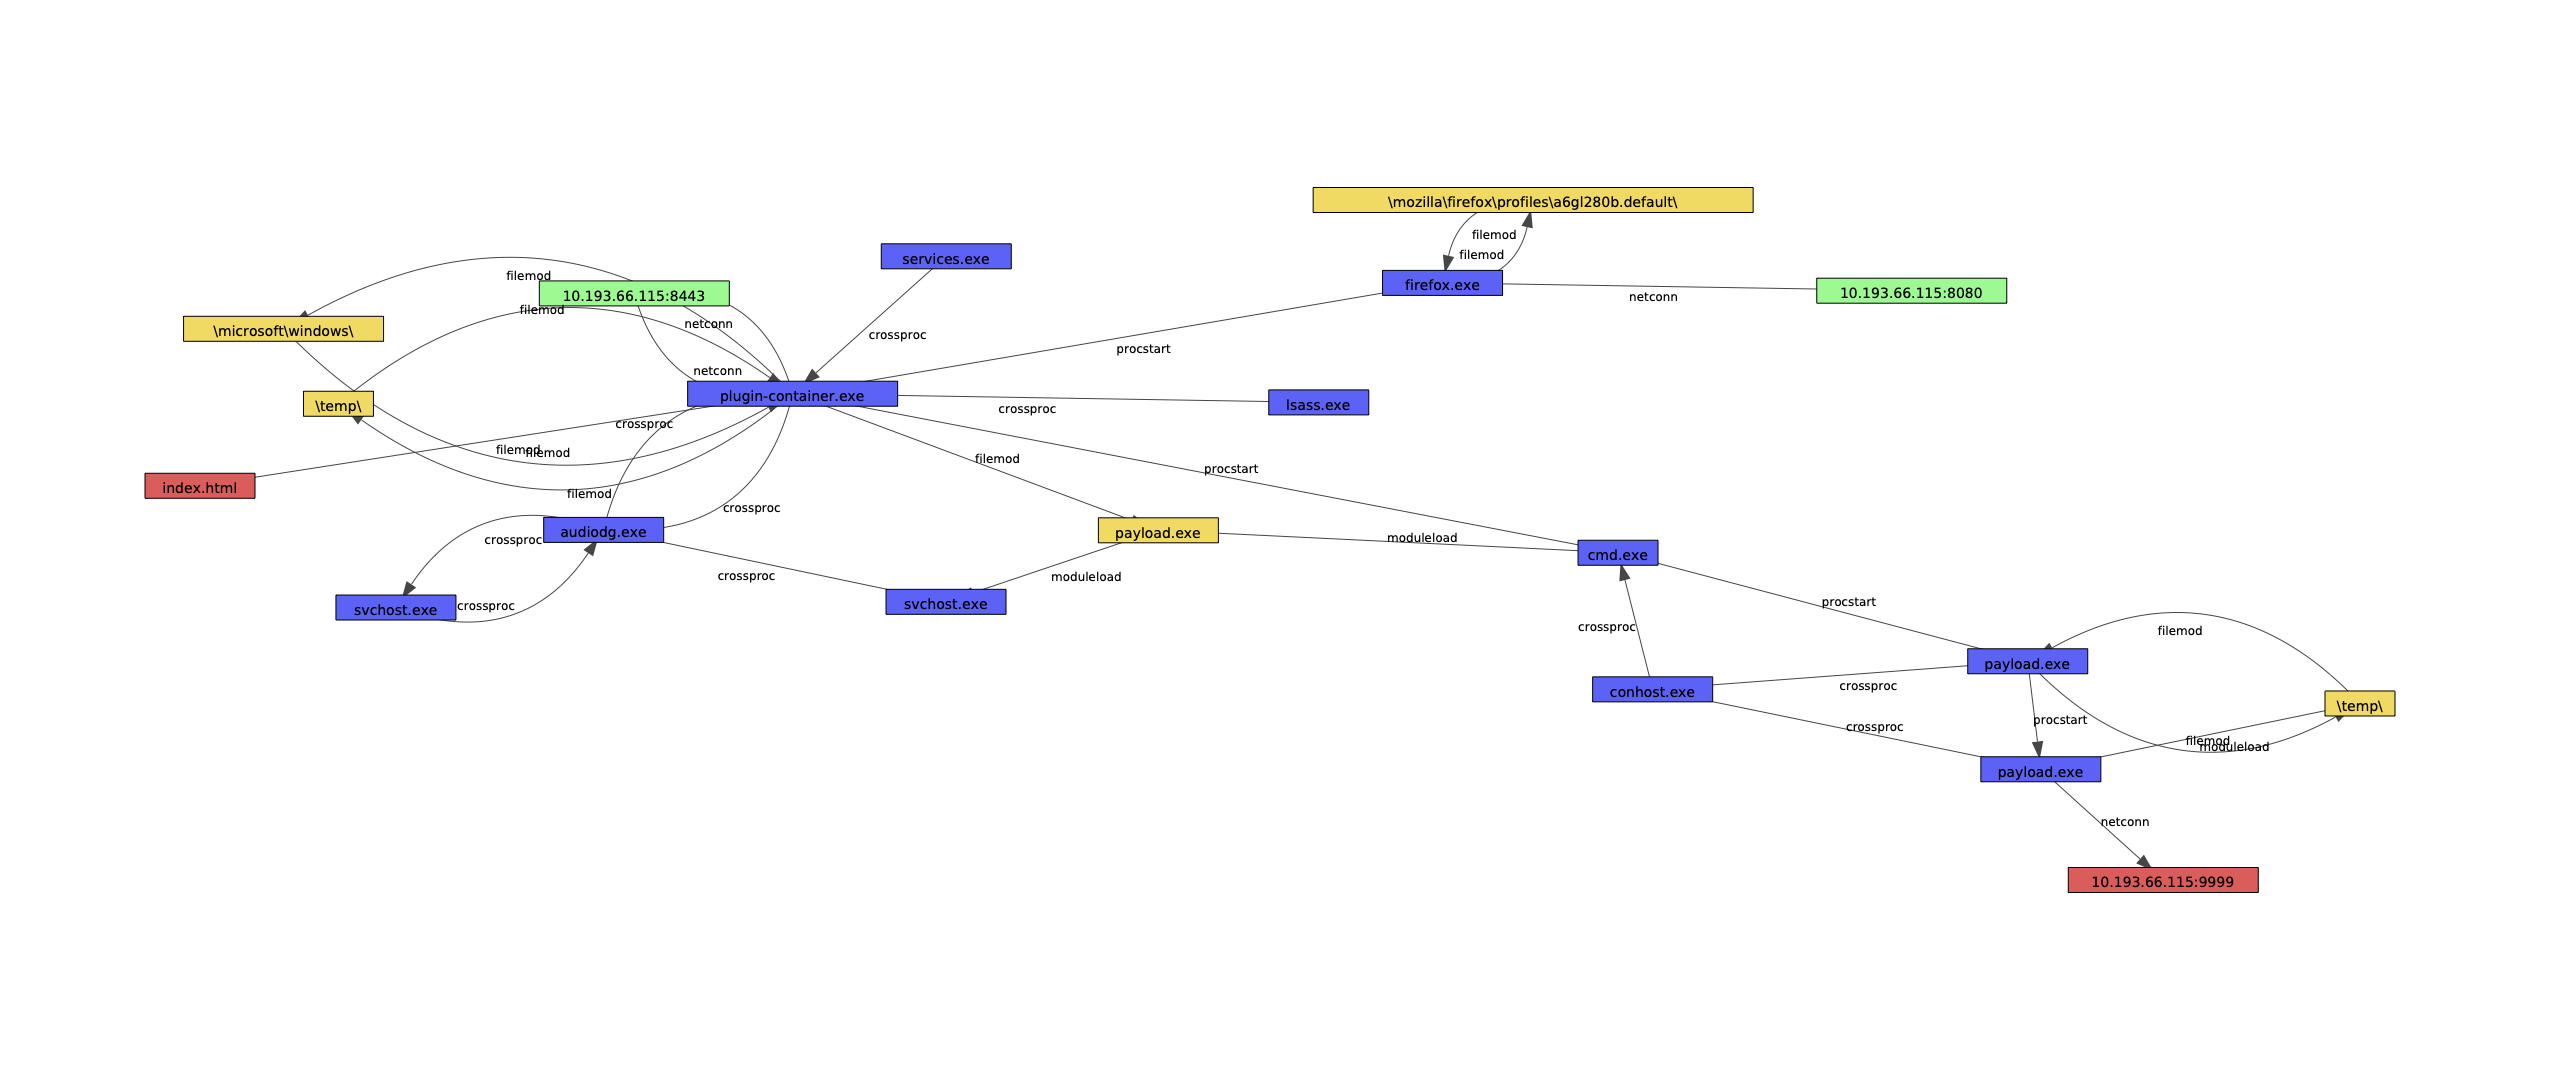 \mozilla\firefox\profiles\a6gl280b.default\
filemod
filemod
services.exe
firefox.exe
netconn
10.193.66.115:8080
filemod
10.193.66.115:8443
filemod
netconn
\microsoft\windows\
crossproc
procstart
netconn
plugin-container.exe
\temp\
crossproc
lsass.exe
crossproc
filemod
filemod
filemod
procstart
index.html
filemod
crossproc
audiodg.exe
crossproc
payload.exe
moduleload
cmd.exe
crossproc
moduleload
svchost.exe
crossproc
svchost.exe
procstart
crossproc
filemod
payload.exe
conhost.exe
crossproc
\temp\
procstart
crossproc
filemod
moduleload
payload.exe
netconn
10.193.66.115:9999